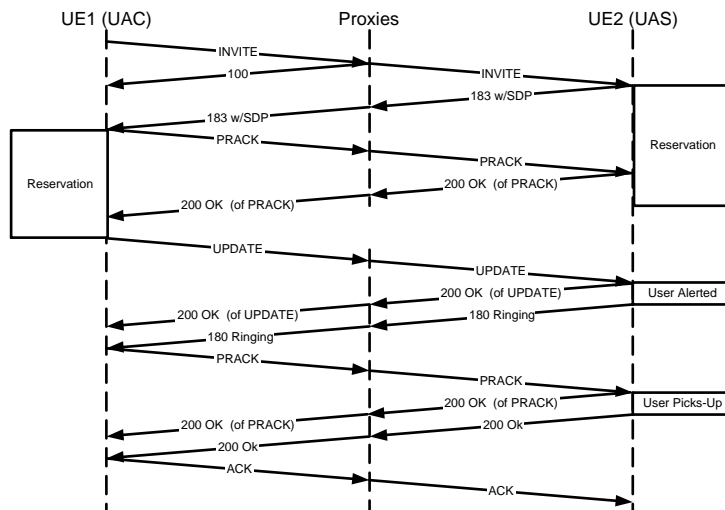 UE1 (UAC)
Proxies
UE2 (UAS)
INVITE
100
INVITE
183 w/SDP
183 w/SDP
PRACK
Reservation
PRACK
Reservation
200 OK (of PRACK)
200 OK (of PRACK)
UPDATE
UPDATE
200 OK (of UPDATE)
User Alerted
200 OK (of UPDATE)
180 Ringing
180 Ringing
PRACK
PRACK
200 OK (of PRACK)
User Picks-Up
200 OK (of PRACK)
200 Ok
200 Ok
ACK
ACK